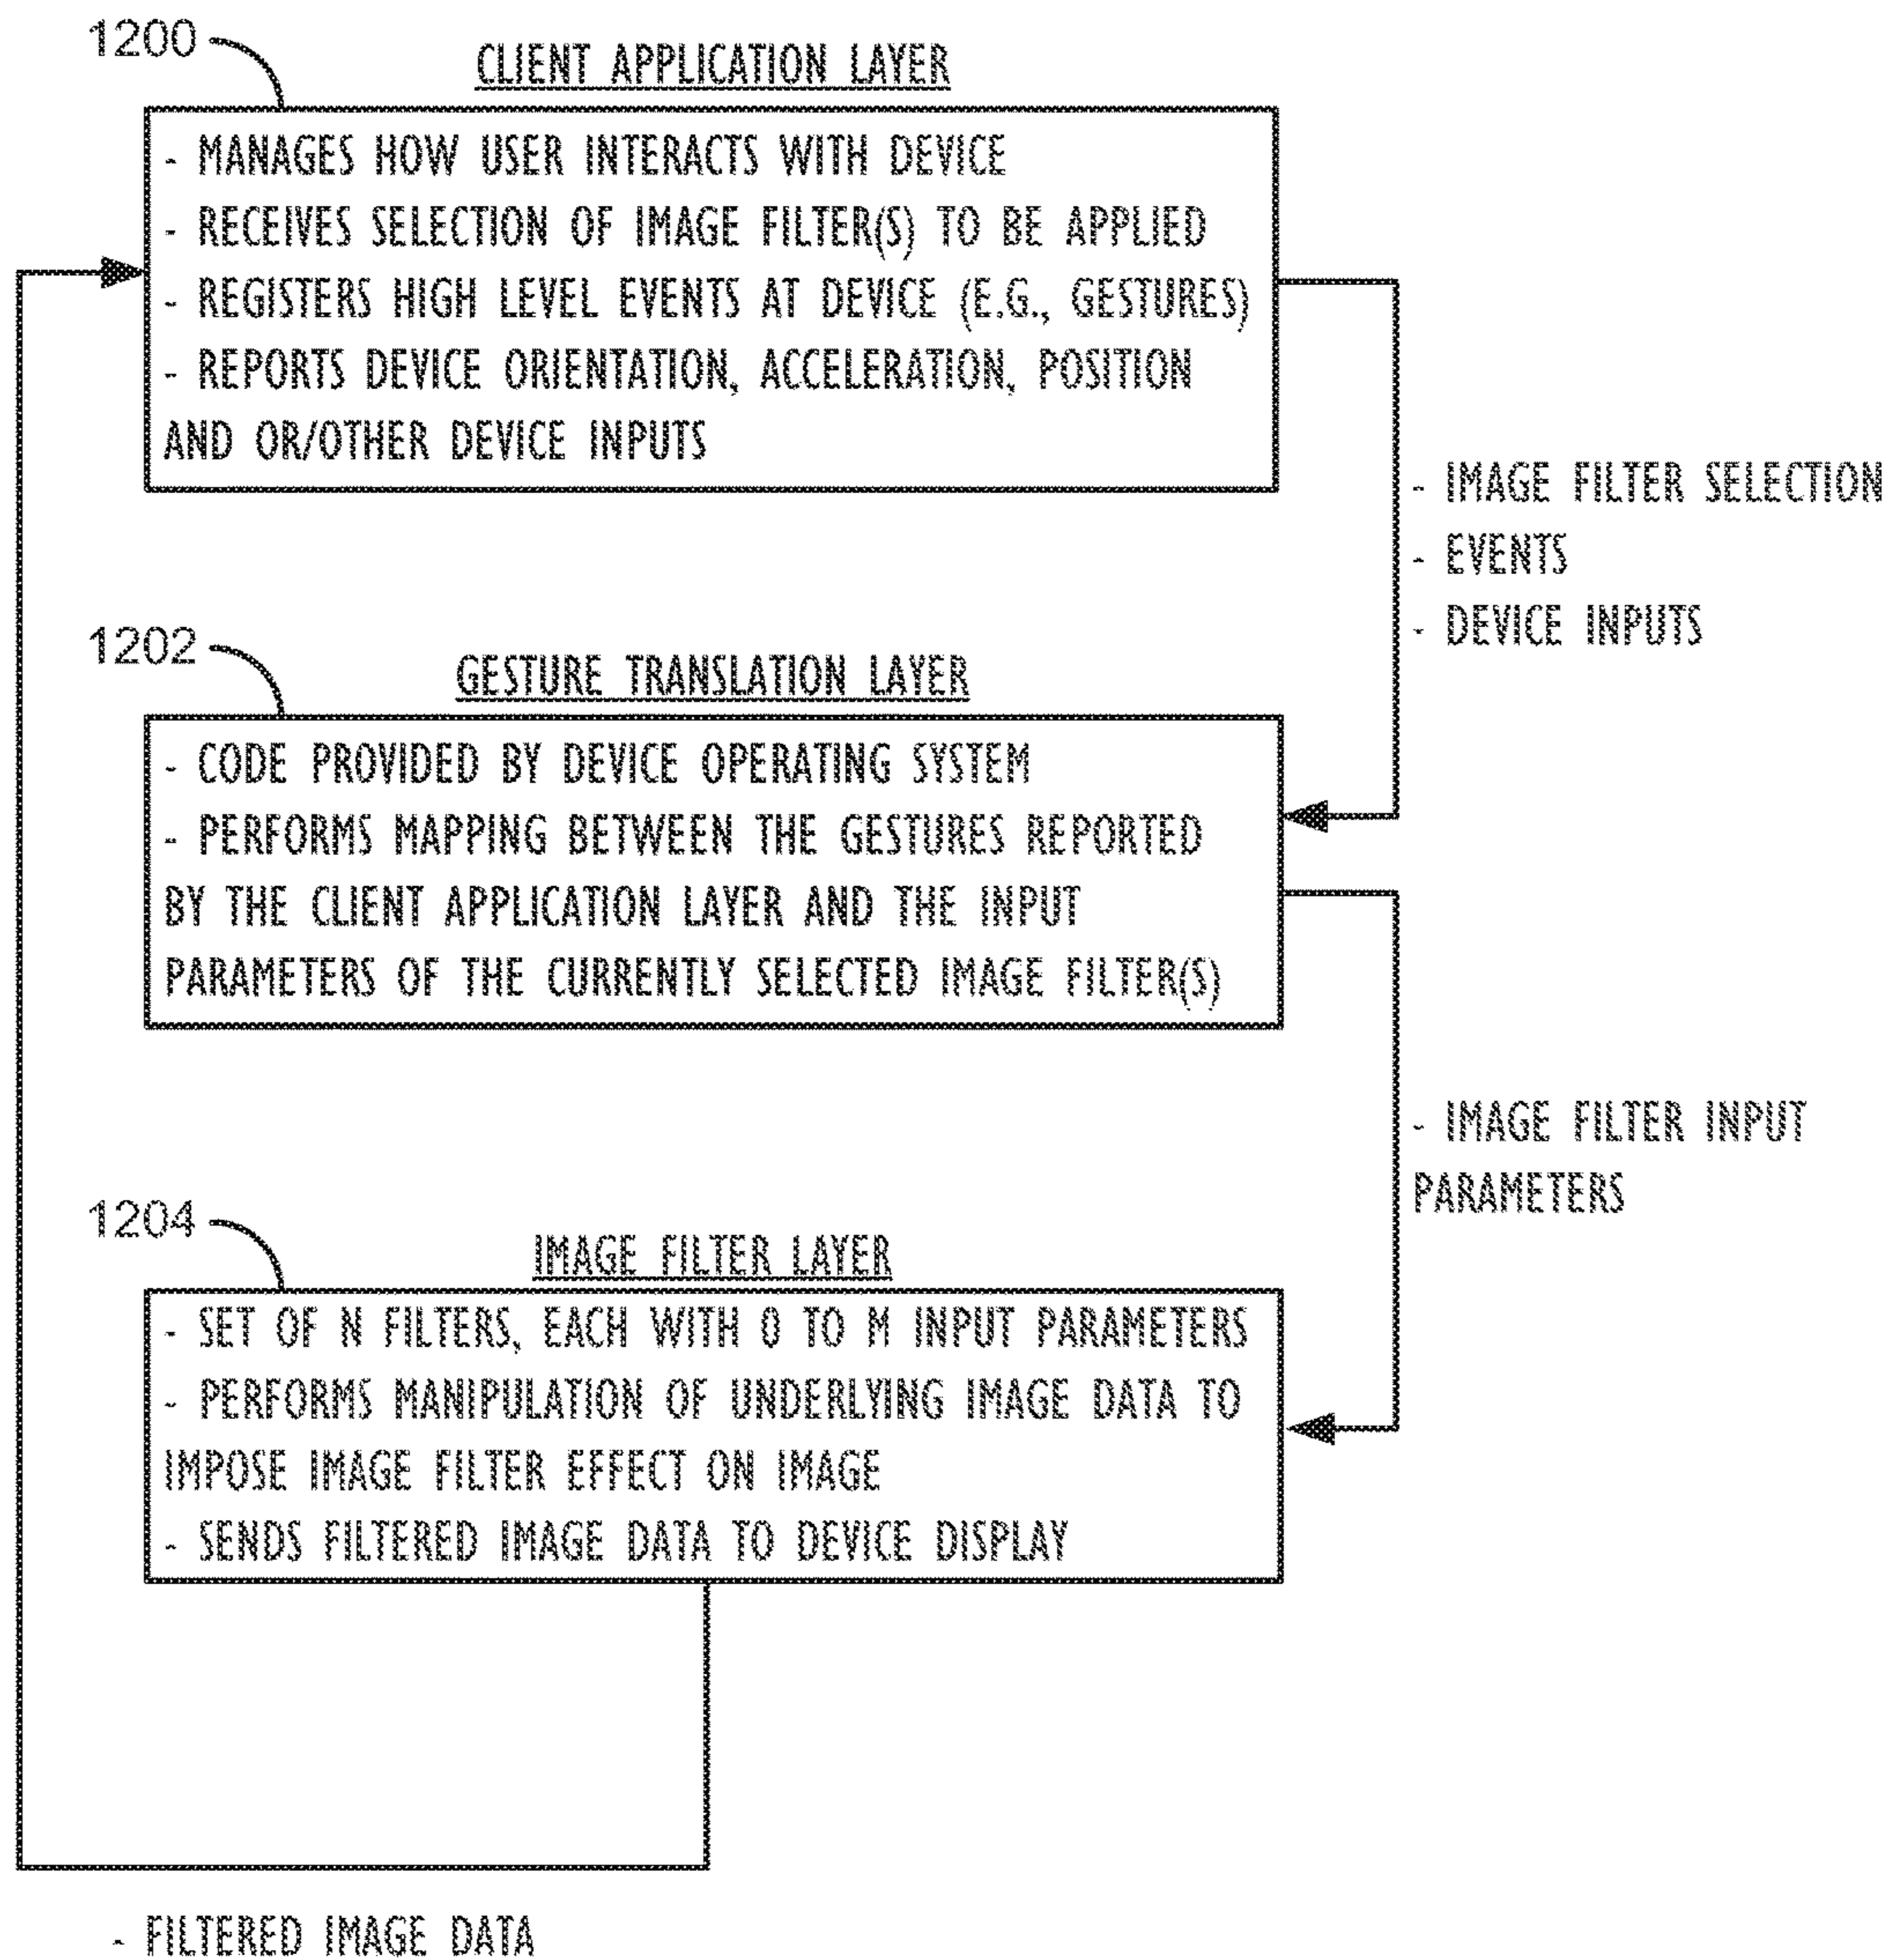 1200
CLIENT APPLICATION LAYER
- MANAGES HOW USER INTERACTS WITH DEVICE
- RECEIVES SELECTION OF IMAGE FILTER(S) TO BE APPLIED
- REGISTERS HIGH LEVEL EVENTS AT DEVICE (E.G., GESTURES)
- REPORTS DEVICE ORIENTATION, ACCELERATION, POSITION
AND OR/OTHER DEVICE INPUTS
- IMAGE FILTER SELECTION
- EVENTS
- DEVICE INPUTS
1202
GESTURE TRANSLATION LAYER
- CODE PROVIDED BY DEVICE OPERATING SYSTEM
- PERFORMS MAPPING BETWEEN THE GESTURES REPORTED
BY THE CLIENT APPLICATION LAYER AND THE INPUT
PARAMETERS OF THE CURRENTLY SELECTED IMAGE FILTER(S)
- IMAGE FILTER INPUT
PARAMETERS
1204
IMAGE FILTER LAYER
- SET OF N FILTERS, EACH WITH 0 TO M INPUT PARAMETERS
- PERFORMS MANIPULATION OF UNDERLYING IMAGE DATA TO
IMPOSE IMAGE FILTER EFFECT ON IMAGE
- SENDS FILTERED IMAGE DATA TO DEVICE DISPLAY
- FILTERED IMAGE DATA